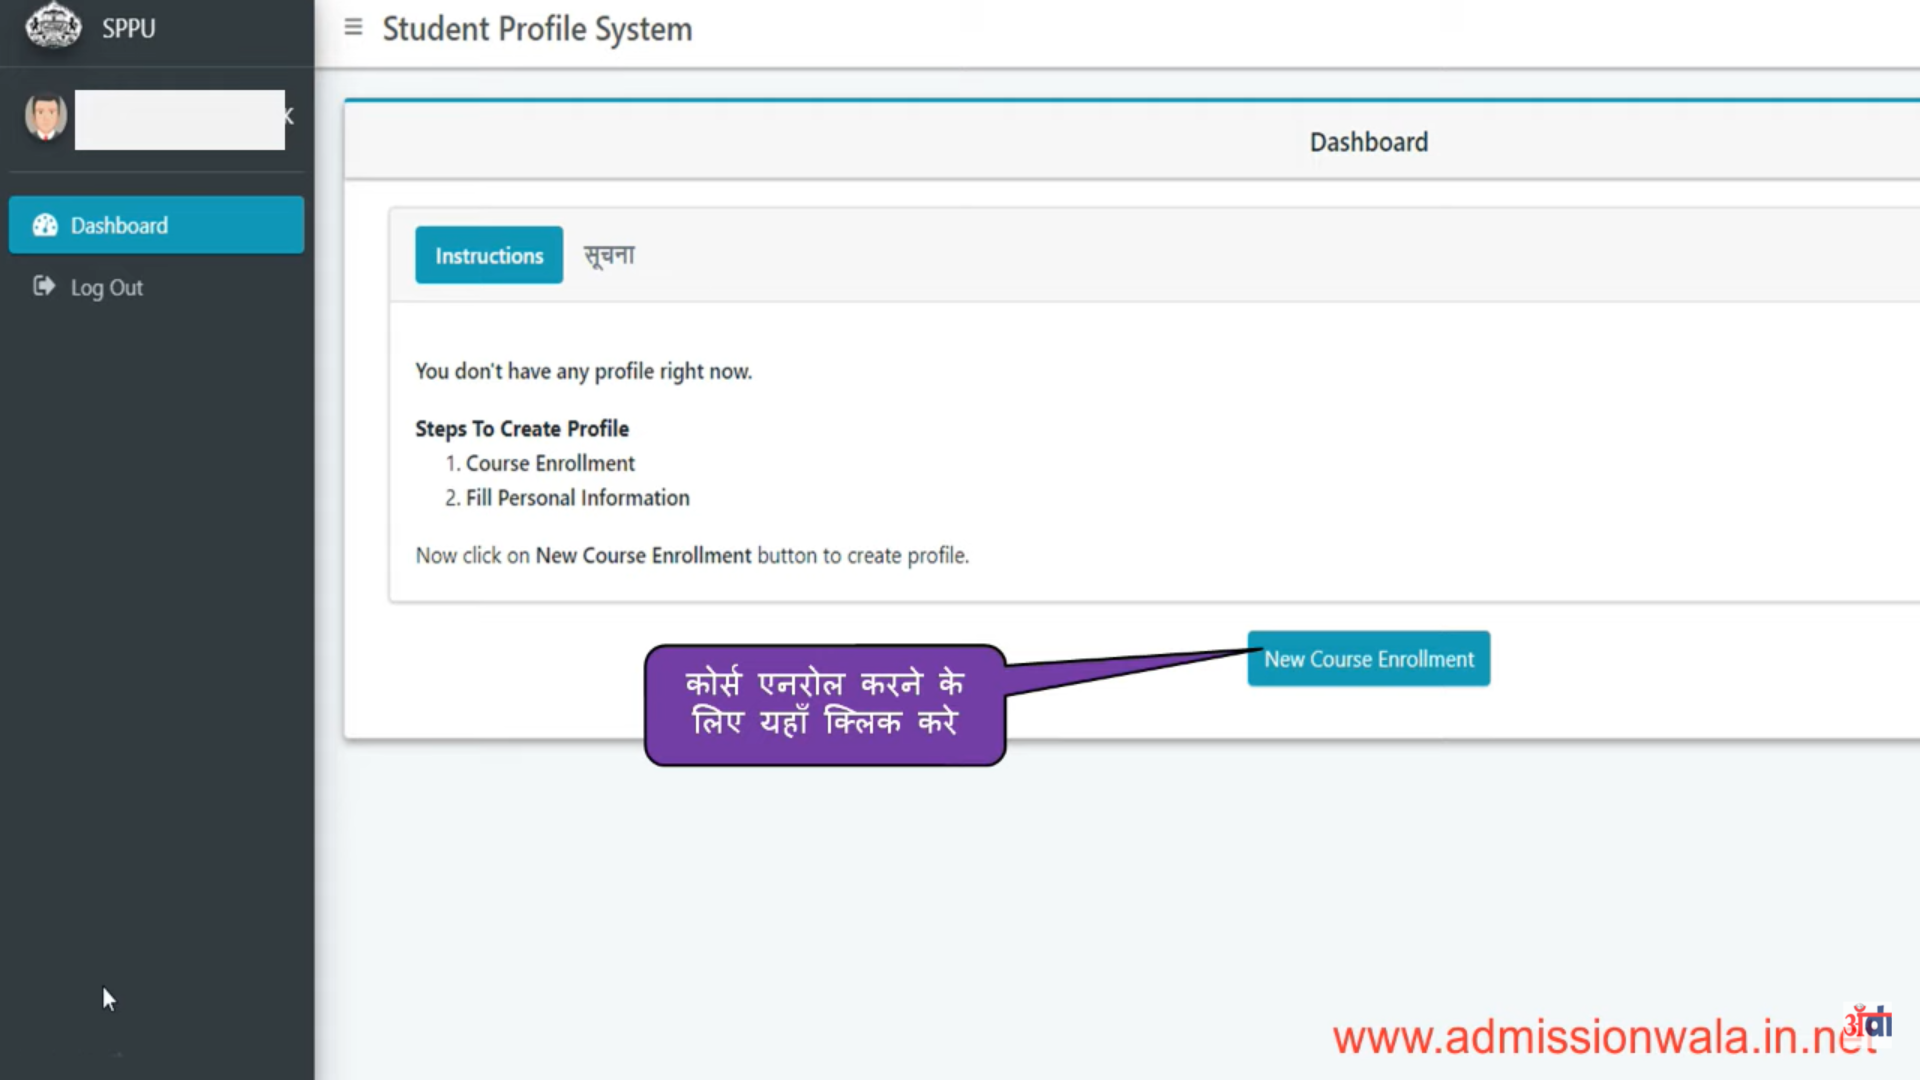 SPPU
Student Profile System
Dashboard
Dashboard
Log Out
Instructions
सूचना
You don't have any profile right now.
Steps To Create Profile
1. Course Enrollment
2. Fill Personal Information
Now click on New Course Enrollment button to create profile.
New Course Enrollment
कोर्स एनरोल करने के
लिए यहाँ क्लिक करे
www.admissionwala.in.net